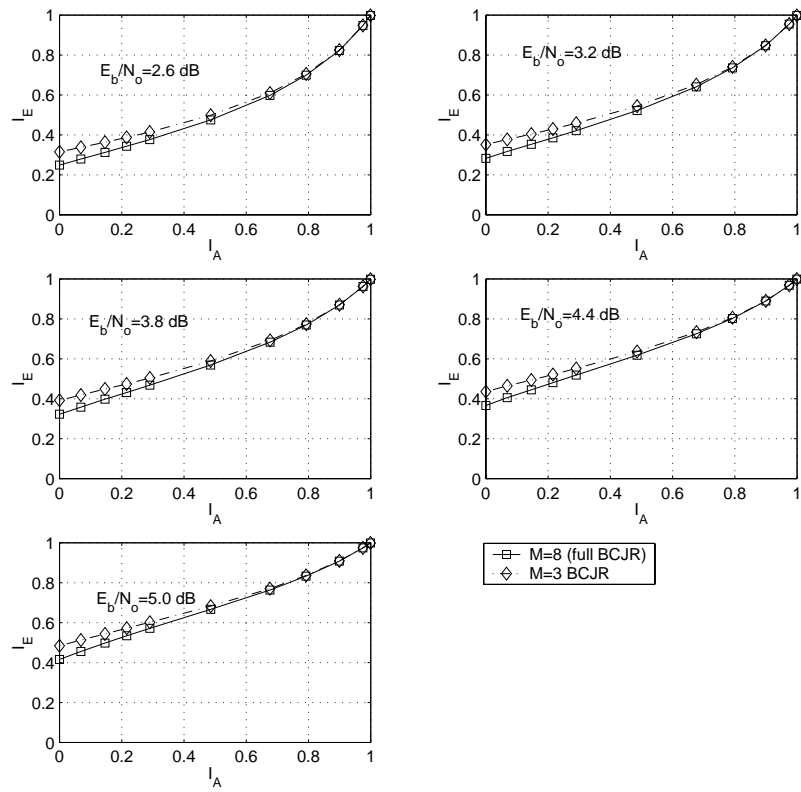 1
0.8
0.6
0.4
0.2
0
I_E
E_b/N_o=2.6 dB
0 0.2 0.4 0.6 0.8 1
I_A
1
0.8
0.6
0.4
0.2
0
I_E
E_b/N_o=3.2 dB
0 0.2 0.4 0.6 0.8 1
I_A
1
0.8
0.6
0.4
0.2
0
I_E
E_b/N_o=3.8 dB
0 0.2 0.4 0.6 0.8 1
I_A
1
0.8
0.6
0.4
0.2
0
I_E
E_b/N_o=4.4 dB
0 0.2 0.4 0.6 0.8 1
I_A
1
0.8
0.6
0.4
0.2
0
I_E
E_b/N_o=5.0 dB
0 0.2 0.4 0.6 0.8 1
I_A
M=8 (full BCJR)
M=3 BCJR